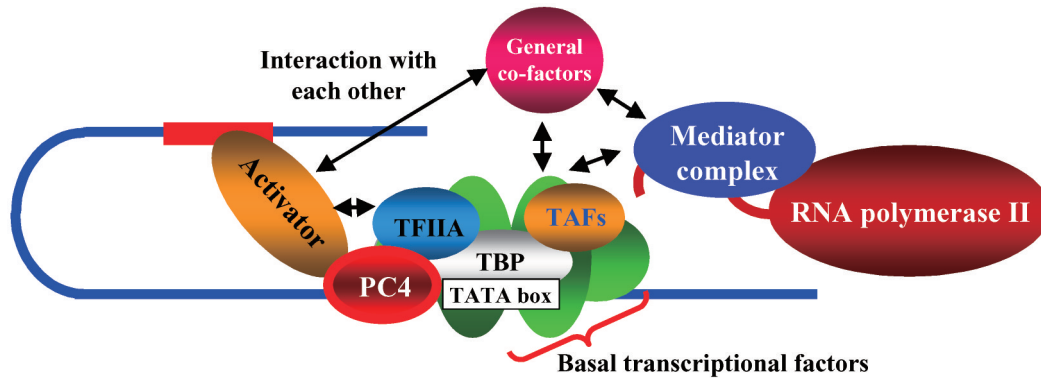 General
co-factors
Interaction with
each other
Mediator
complex
Activator
RNA polymerase II
TFIIA
TAFs
TBP
PC4
TATA box
Basal transcriptional factors